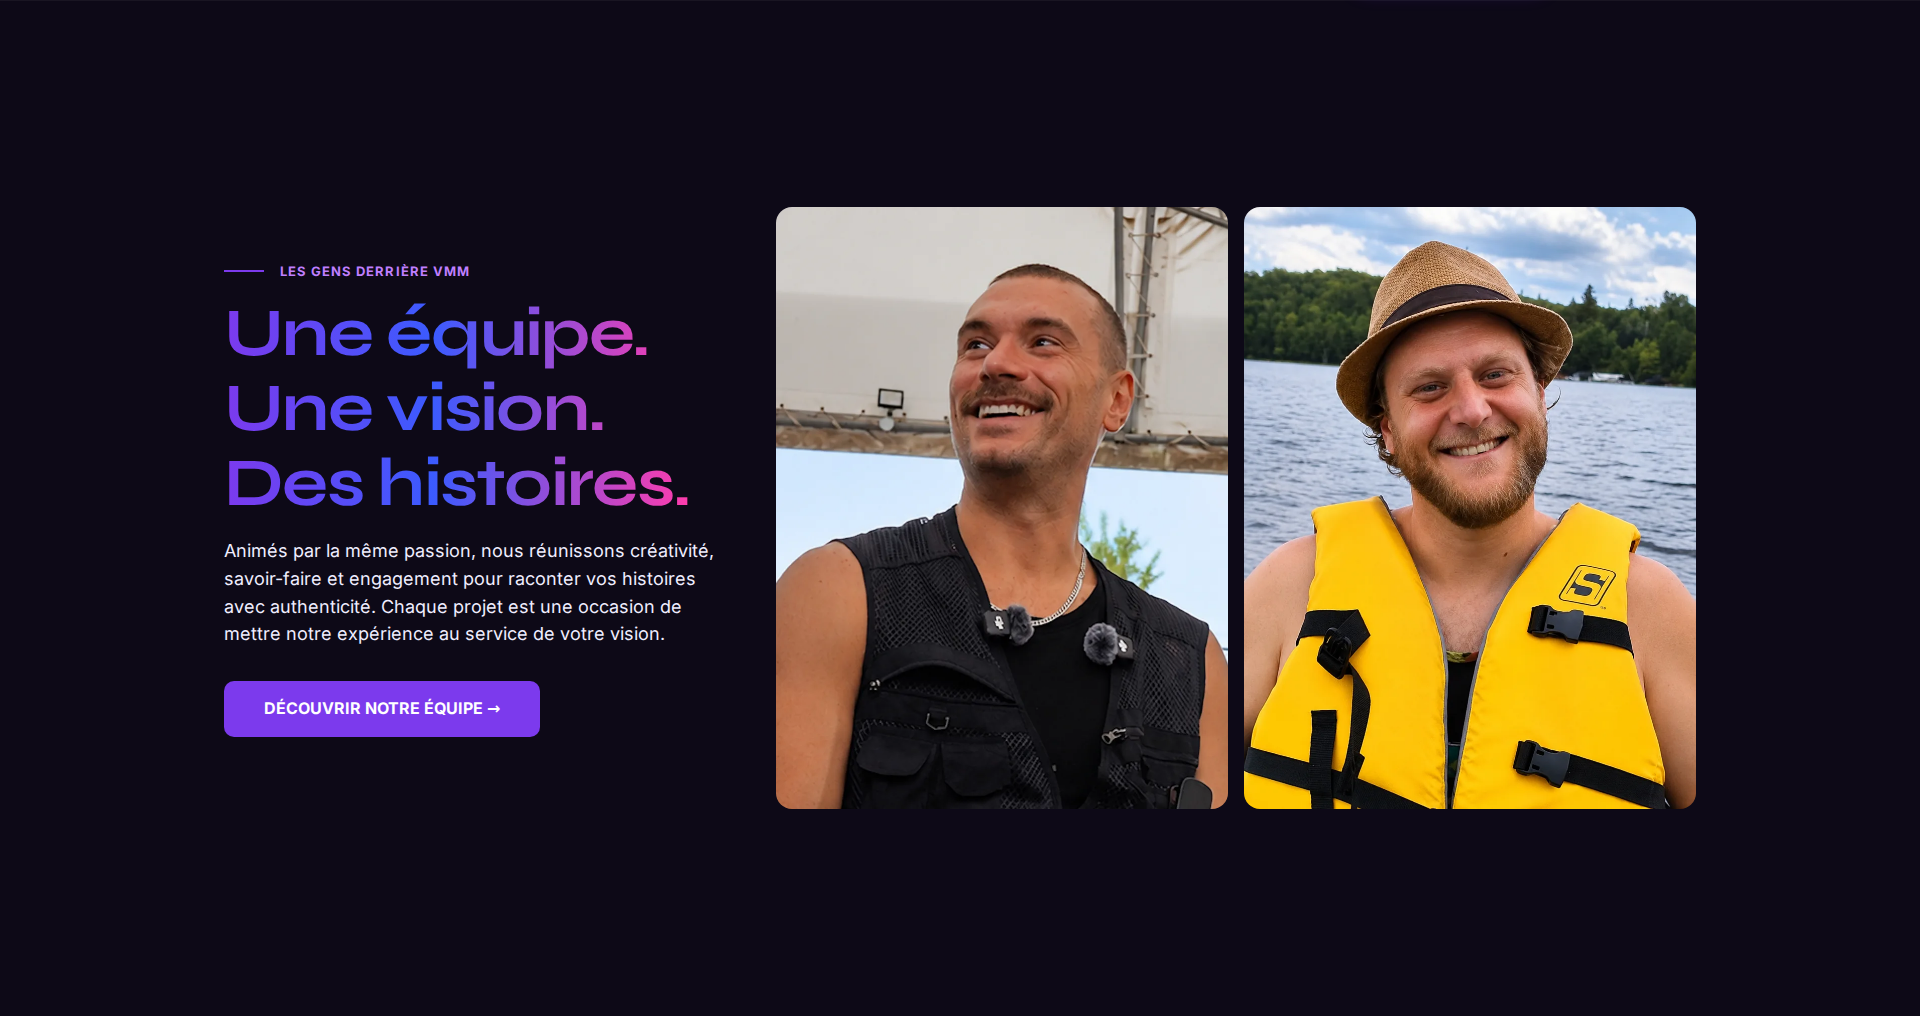 LES GENS DERRIÈRE VMM
Une équipe.
Une vision.
Des histoires.
Animés par la même passion, nous réunissons créativité,
savoir-faire et engagement pour raconter vos histoires
avec authenticité. Chaque projet est une occasion de
mettre notre expérience au service de votre vision.
DÉCOUVRIR NOTRE ÉQUIPE →
S